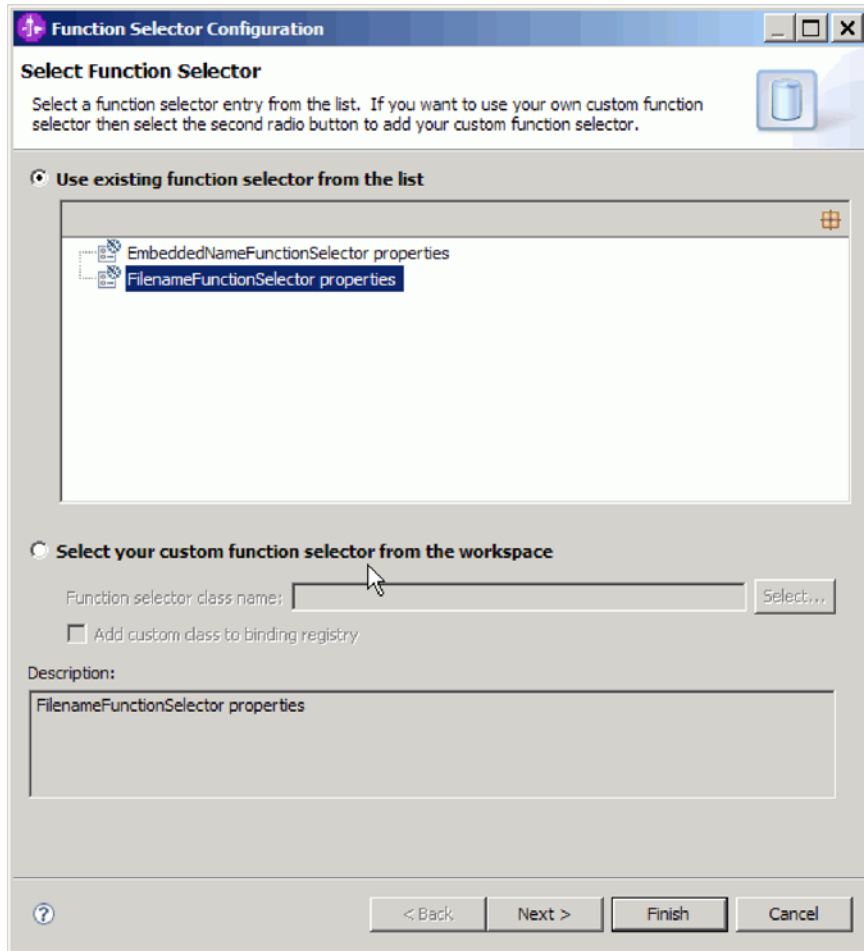 Function Selector Configuration
Select Function Selector
Select a function selector entry from the list. If you want to use your own custom function
selector then select the second radio button to add your custom function selector.
Use existing function selector from the list
EmbeddedNameFunctionSelector properties
FilenameFunctionSelector properties
Select your custom function selector from the workspace
Function selector class name:
Select...
Add custom class to binding registry
Description:
FilenameFunctionSelector properties
< Back
Next >
Finish
Cancel